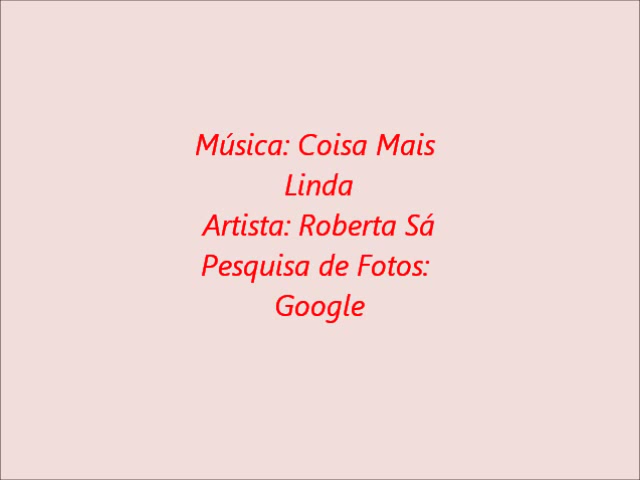 Música: Coisa Mais
Linda
Artista: Roberta Sá
Pesquisa de Fotos:
Google